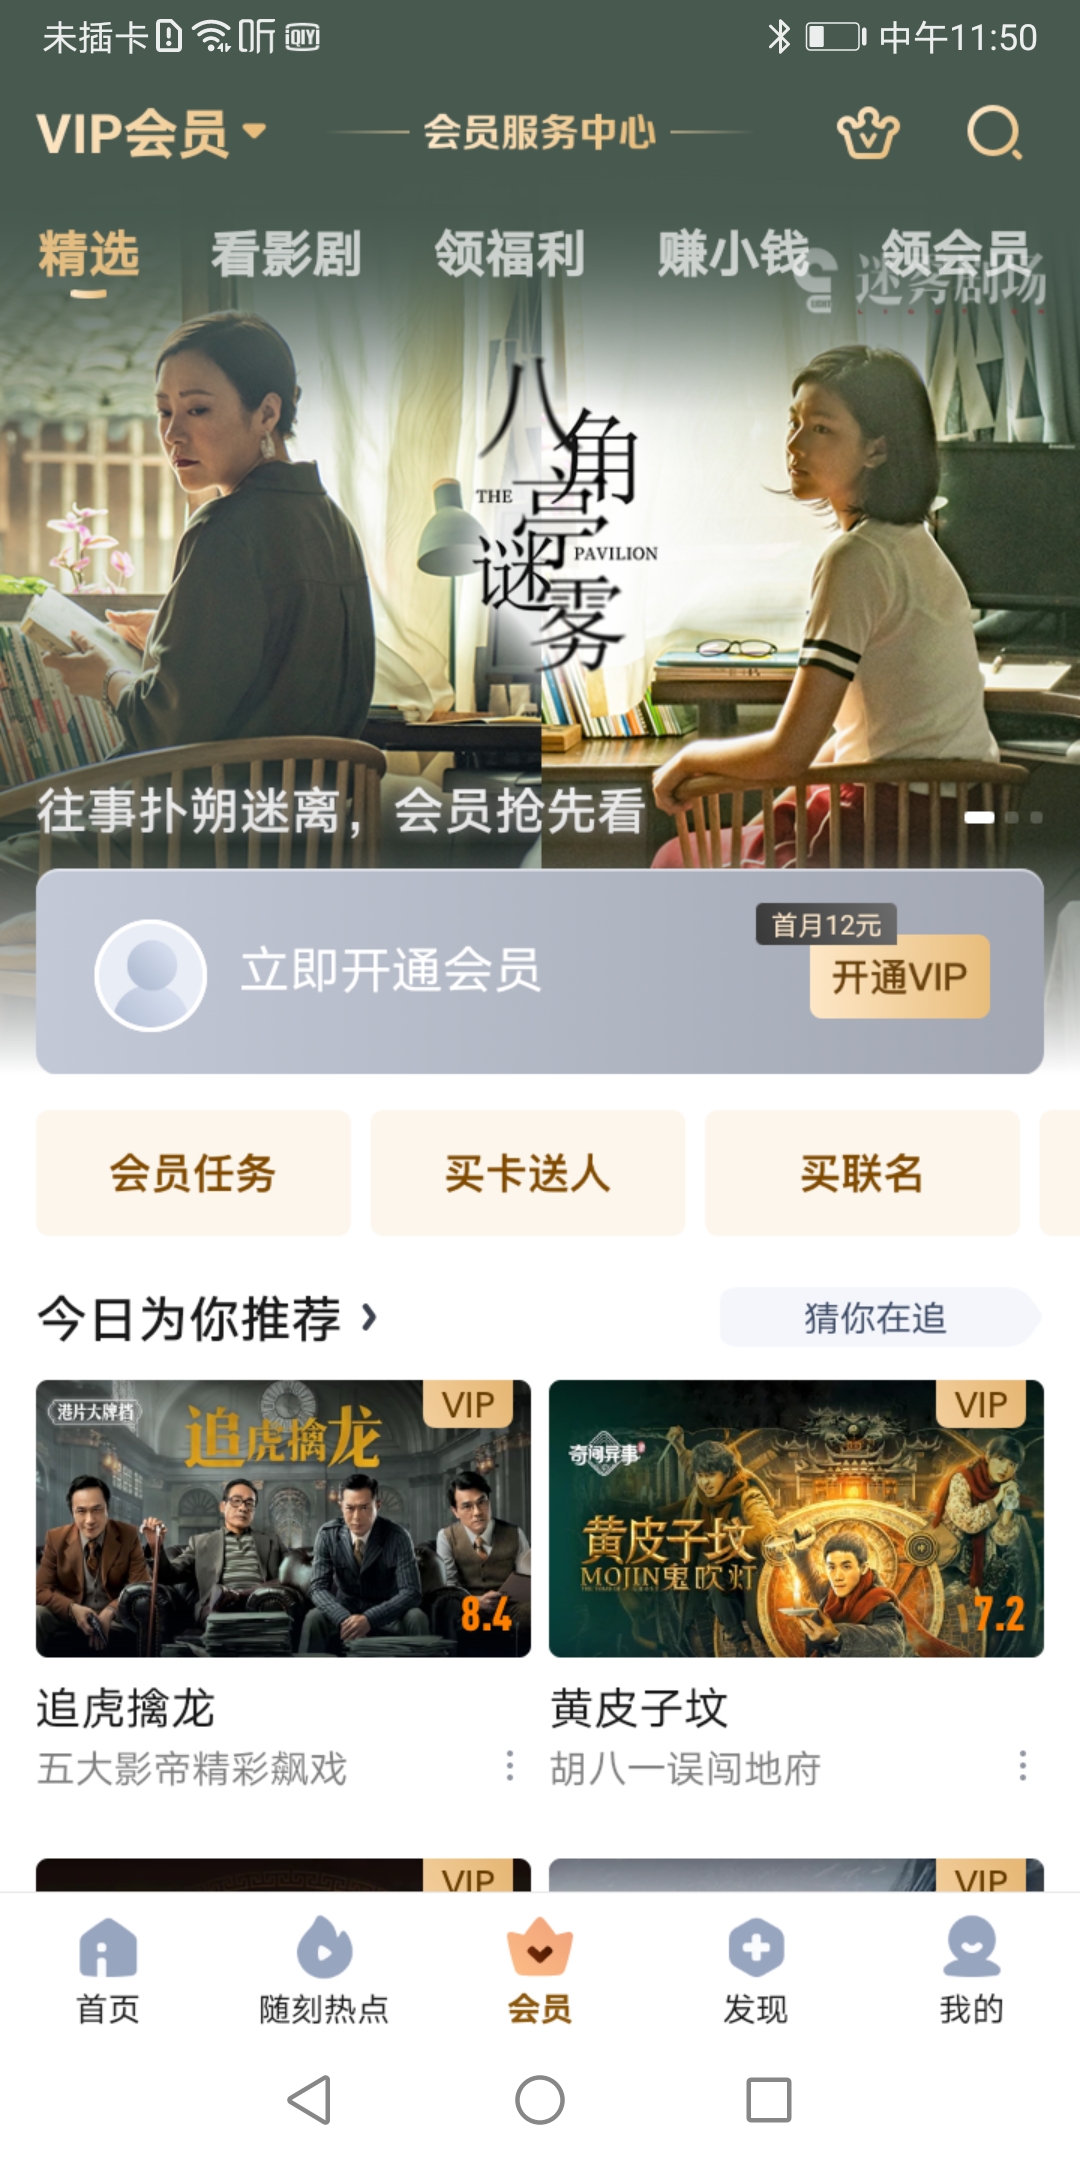 未插卡 听 QIY 中午11:50
VIP会员 会员服务中心
精选 看影剧 领福利 赚小钱 领会员
LIGHT 迷雾剧场
八角亭谜雾
THE
PAVILION
往事扑朔迷离，会员抢先看
首月12元
立即开通会员 开通VIP
会员任务 买卡送人 买联名
今日为你推荐 猜你在追
港片大牌档 追虎擒龙 VIP
8.4
奇闻异事 VIP
黄皮子坟
MOJIN鬼吹灯
7.2
追虎擒龙 黄皮子坟
五大影帝精彩飙戏 胡八一误闯地府
VIP VIP
首页 随刻热点 会员 发现 我的